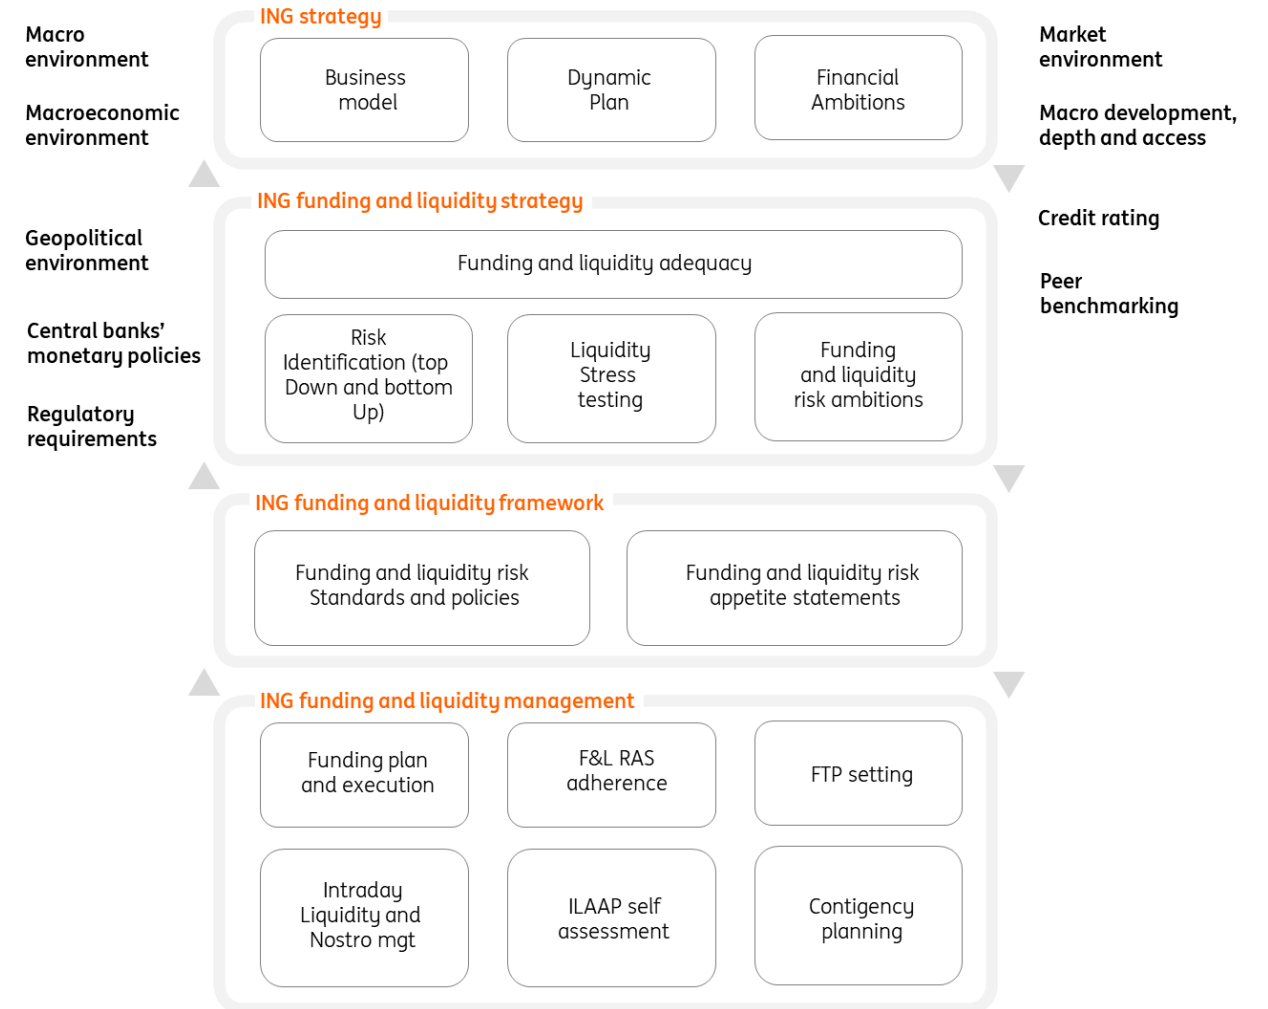 ING strategy
Macro
environment
Macroeconomic
environment
Business
model
Dynamic
Plan
Financial
Ambitions
Market
environment
Macro development,
depth and access
ING funding and liquidity strategy
Geopolitical
environment
Central banks’
monetary policies
Regulatory
requirements
Funding and liquidity adequacy
Risk
Identification (top
Down and bottom
Up)
Liquidity
Stress
testing
Funding
and liquidity
risk ambitions
Credit rating
Peer
benchmarking
ING funding and liquidity framework
Funding and liquidity risk
Standards and policies
Funding and liquidity risk
appetite statements
ING funding and liquidity management
Funding plan
and execution
F&L RAS
adherence
FTP setting
Intraday
Liquidity and
Nostro mgt
ILAAP self
assessment
Contigency
planning